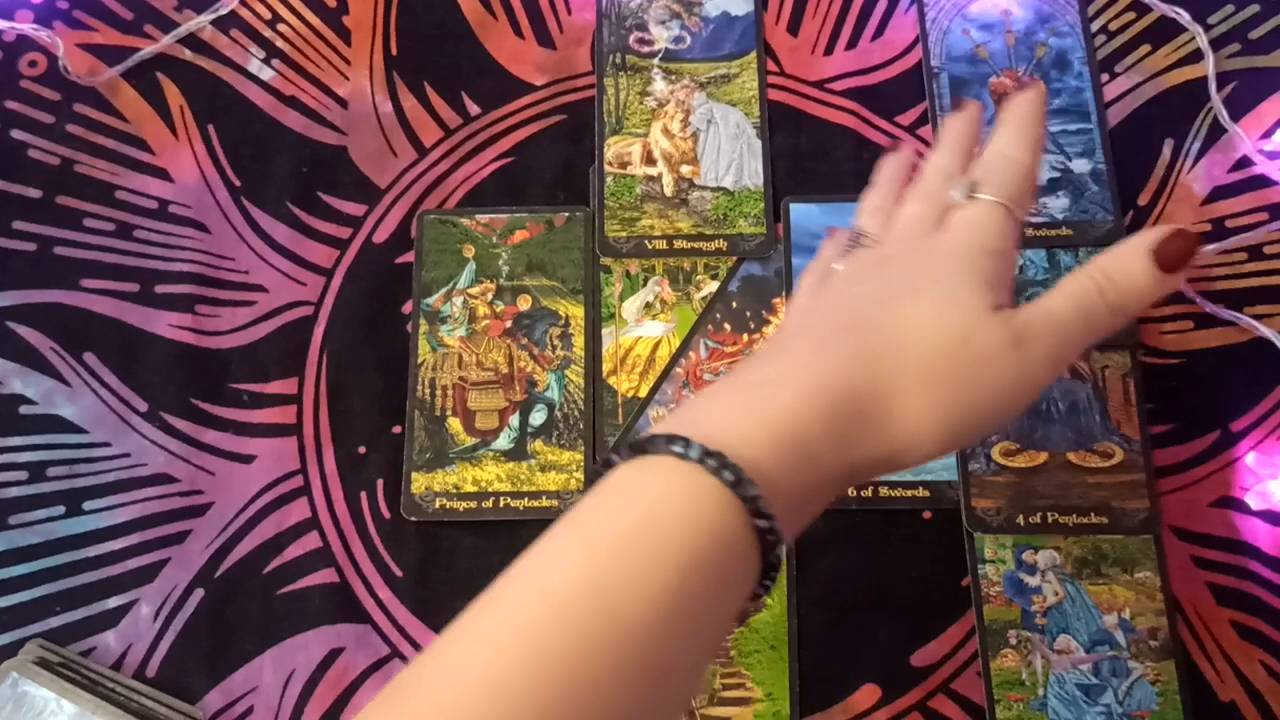 VIII. Strength
Swords
Prince of Pentacles
6 of Swords
4 of Pentacles